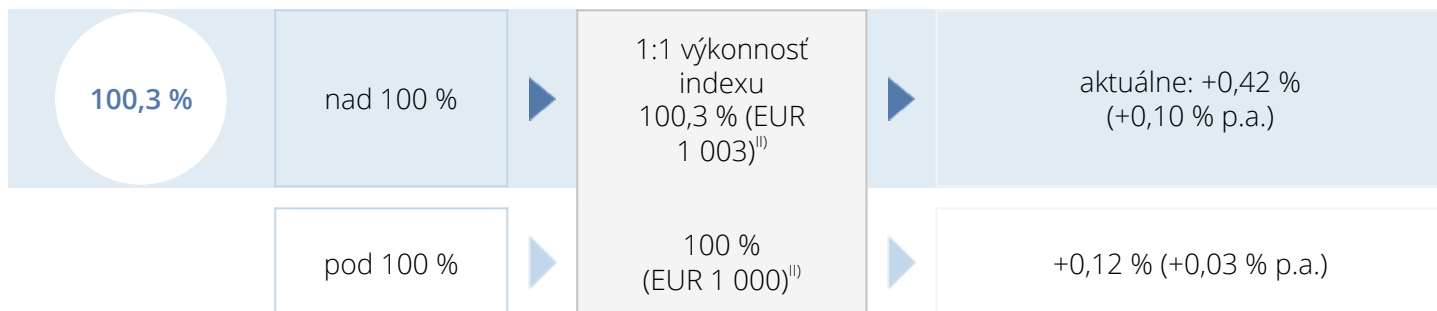 100,3 %
nad 100 %
1:1 výkonnosť
indexu
100,3 % (EUR
1 003)II)
aktuálne: +0,42 %
(+0,10 % p.a.)
pod 100 %
100 %
(EUR 1 000)II)
+0,12 % (+0,03 % p.a.)